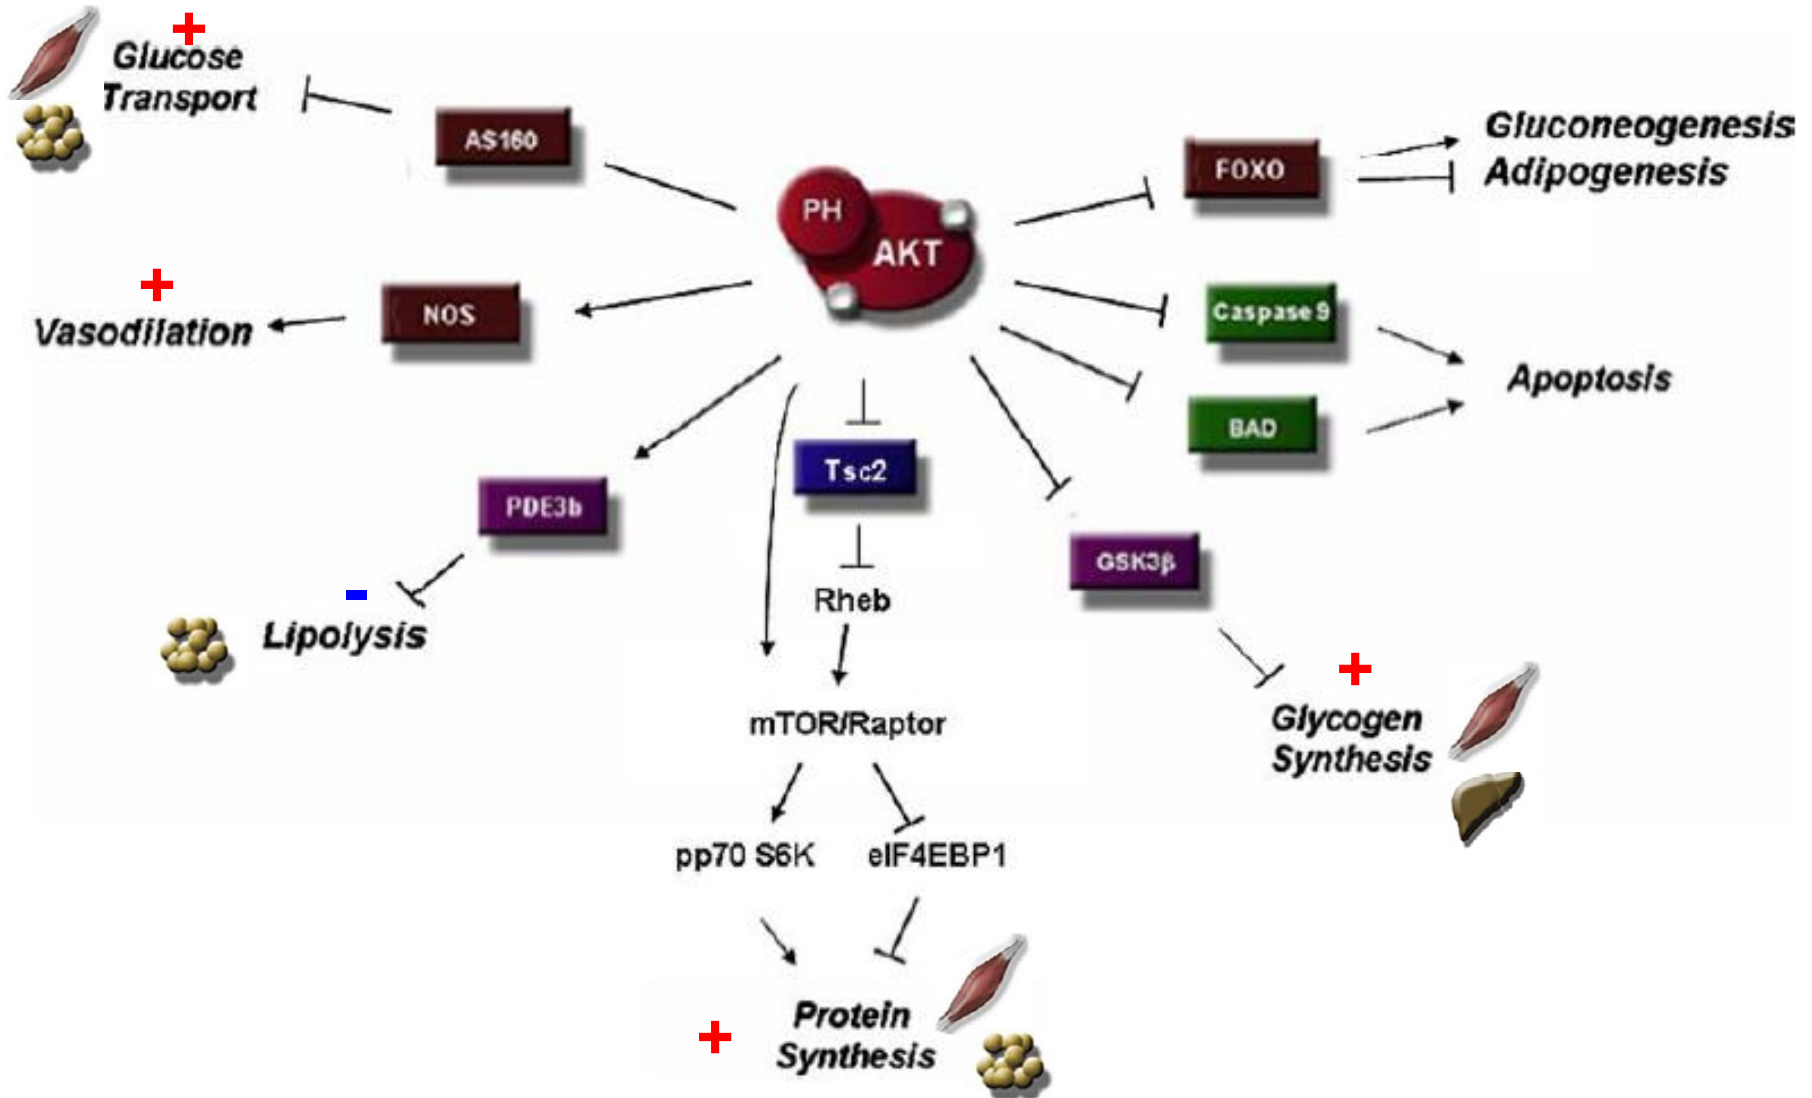 +
Glucose
Transport
AS160
PH
AKT
FOXO
Gluconeogenesis
Adipogenesis
+
Vasodilation
NOS
Caspase 9
BAD
Apoptosis
PDE3b
Tsc2
GSK3β
-
Lipolysis
Rheb
mTOR/Raptor
+
Glycogen
Synthesis
pp70 S6K
eIF4EBP1
+
Protein
Synthesis